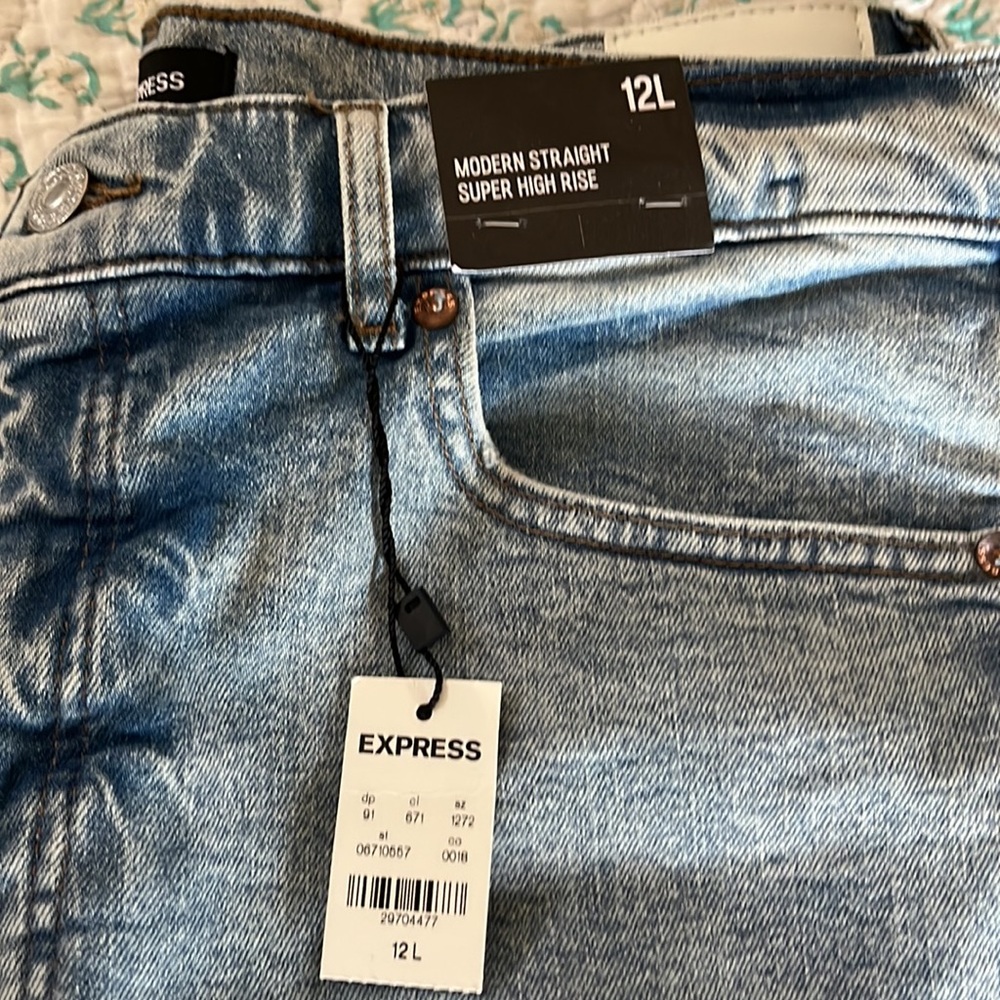 RESS
12L
MODERN STRAIGHT
SUPER HIGH RISE
EXPRESS
dp cl sz
91 671 1272
st co
06710557 0018
29704477
12 L